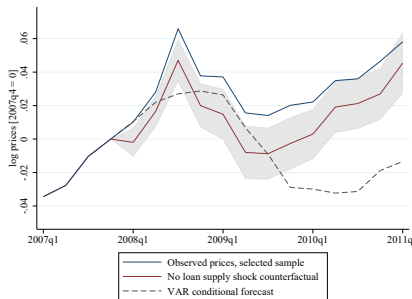 log prices [2007q4 = 0]
.06
.04
.02
0
-.02
-.04
2007q1
2008q1
2009q1
2010q1
2011q
Observed prices, selected sample
No loan supply shock counterfactual
VAR conditional forecast